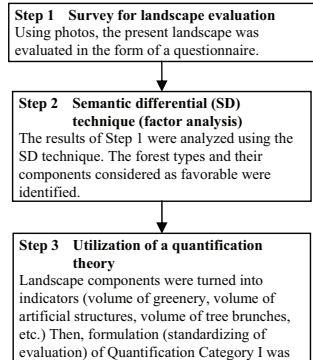 Step 1 Survey for landscape evaluation
Using photos, the present landscape was
evaluated in the form of a questionnaire.
Step 2 Semantic differential (SD)
technique (factor analysis)
The results of Step 1 were analyzed using the
SD technique. The forest types and their
components considered as favorable were
identified.
Step 3 Utilization of a quantification
theory
Landscape components were turned into
indicators (volume of greenery, volume of
artificial structures, volume of tree brunches,
etc.) Then, formulation (standardizing of
evaluation) of Quantification Category I was